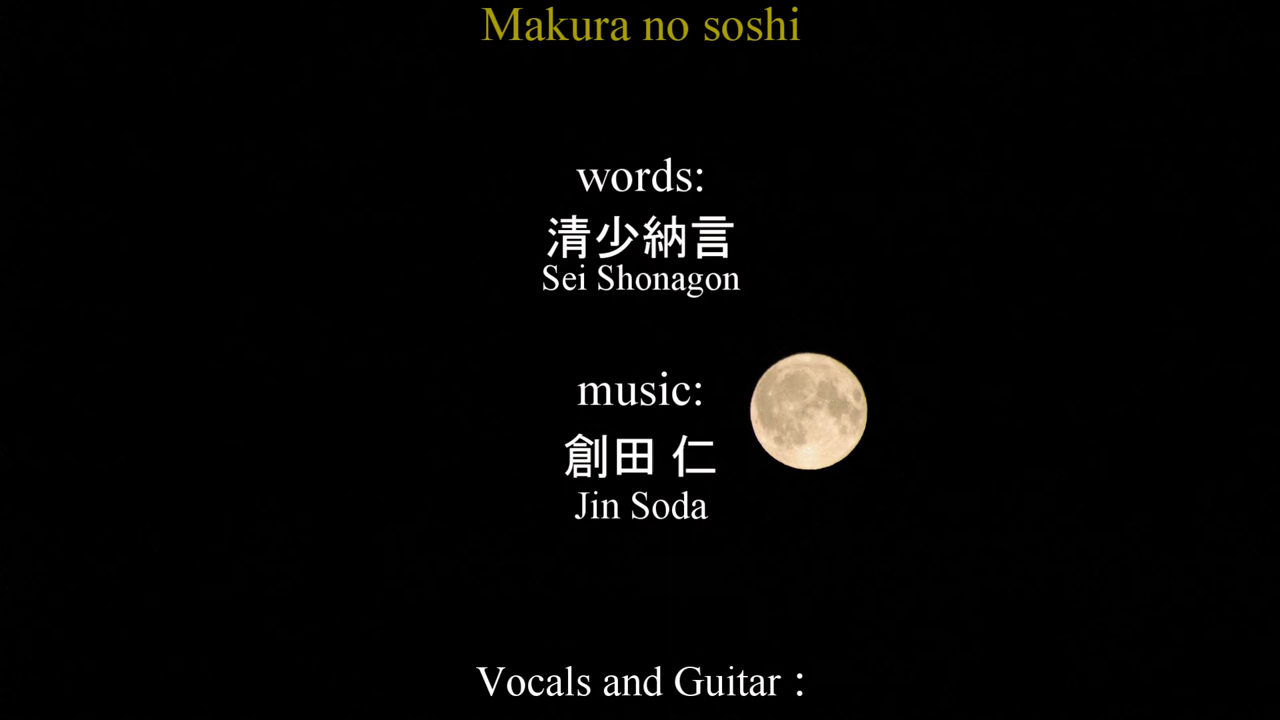 Makura no soshi
words:
清少納言
Sei Shonagon
music:
創田 仁
Jin Soda
Vocals and Guitar：